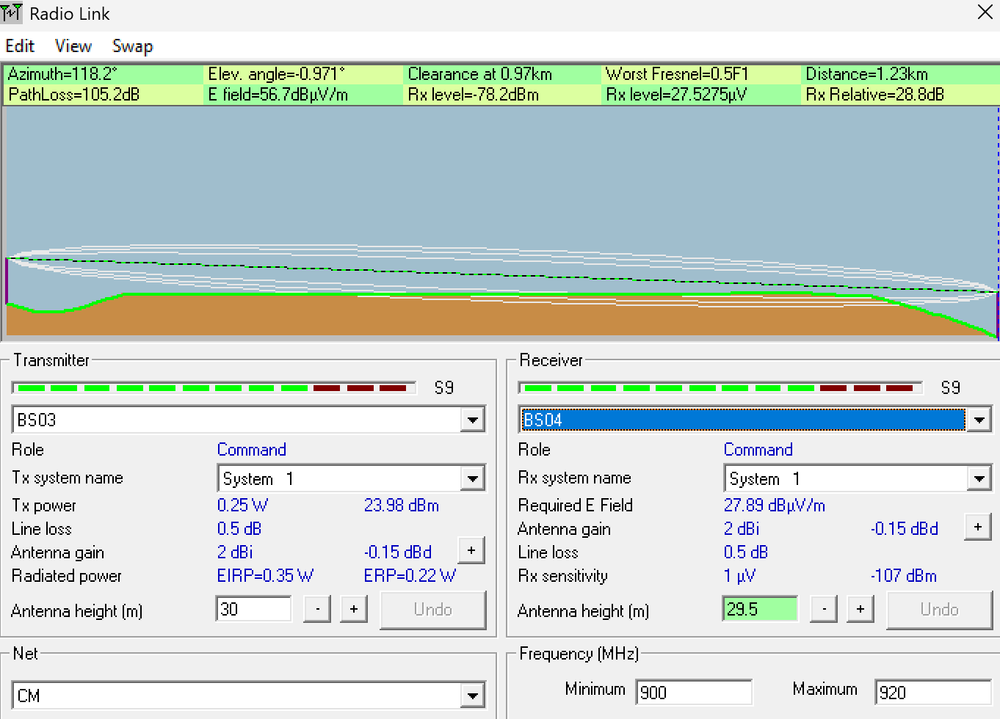 Radio Link
Edit View Swap
Azimuth=118.2° Elev. angle=-0.971° Clearance at 0.97km Worst Fresnel=0.5F1 Distance=1.23km
PathLoss=105.2dB E field=56.7dBµV/m Rx level=-78.2dBm Rx level=27.5275µV Rx Relative=28.8dB
Transmitter
S9
BS03
Role Command
Tx system name System 1
Tx power 0.25 W 23.98 dBm
Line loss 0.5 dB
Antenna gain 2 dBi -0.15 dBd +
Radiated power EIRP=0.35 W ERP=0.22 W
Antenna height (m) 30 - + Undo
Receiver
S9
BS04
Role Command
Rx system name System 1
Required E Field 27.89 dBµV/m
Antenna gain 2 dBi -0.15 dBd +
Line loss 0.5 dB
Rx sensitivity 1 µV -107 dBm
Antenna height (m) 29.5 - + Undo
Net
CM
Frequency (MHz)
Minimum 900 Maximum 920